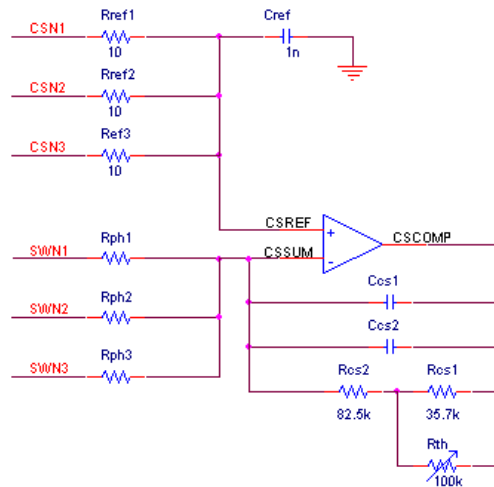 Rref1
Cref
CSN1
10
1n
Rref2
CSN2
10
Ref3
CSN3
10
CSREF
+
CSCOMP
Rph1
SWN1
CSSUM
-
Ccs1
Rph2
SWN2
Ccs2
Rph3
SWN3
Rcs2
Rcs1
82.5k
35.7k
Rth
100k